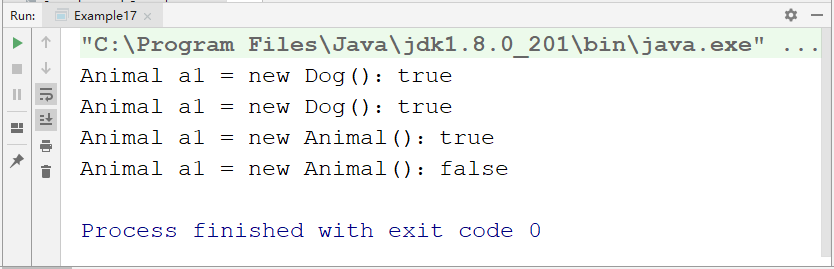 Run: Example17
"C:\Program Files\Java\jdk1.8.0_201\bin\java.exe" ...
Animal a1 = new Dog()：true
Animal a1 = new Dog()：true
Animal a1 = new Animal()：true
Animal a1 = new Animal()：false
Process finished with exit code 0